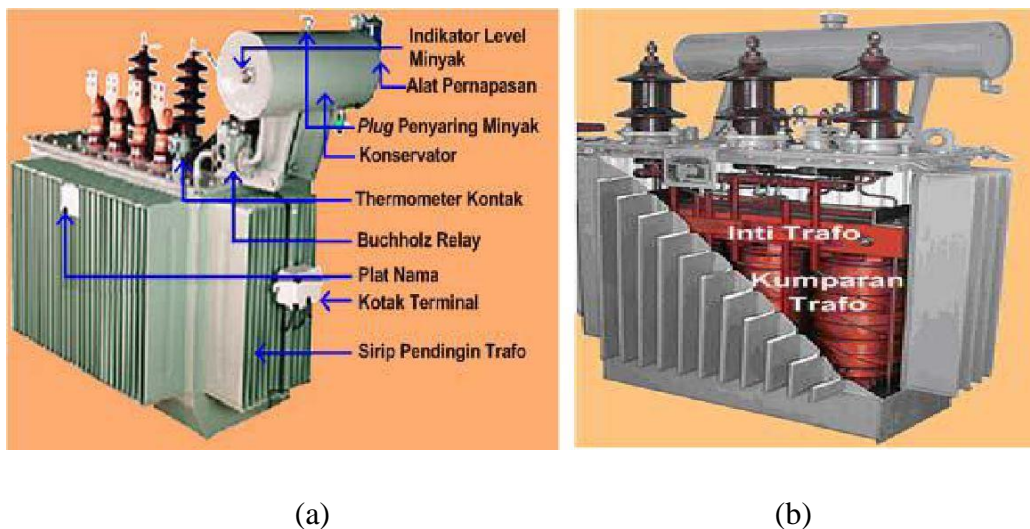 Indikator Level
Minyak
Alat Pernapasan
Plug Penyaring Minyak
Konservator
Thermometer Kontak
Buchholz Relay
Plat Nama
Kotak Terminal
Sirip Pendingin Trafo
Inti Trafo
Kumparan
Trafo
(a)
(b)